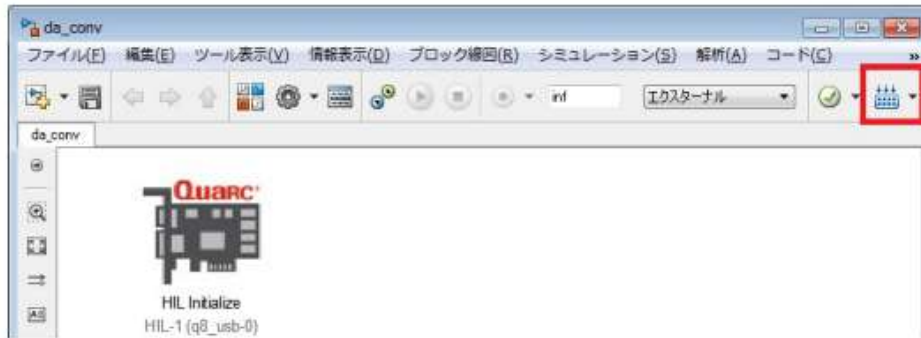 da_conv
ファイル(F) 編集(E) ツール表示(V) 情報表示(D) ブロック線図(R) シミュレーション(S) 解析(A) コード(C) »
inf エクスターナル
da_conv
QUARC
HIL Initialize
HIL-1 (q8_usb-0)